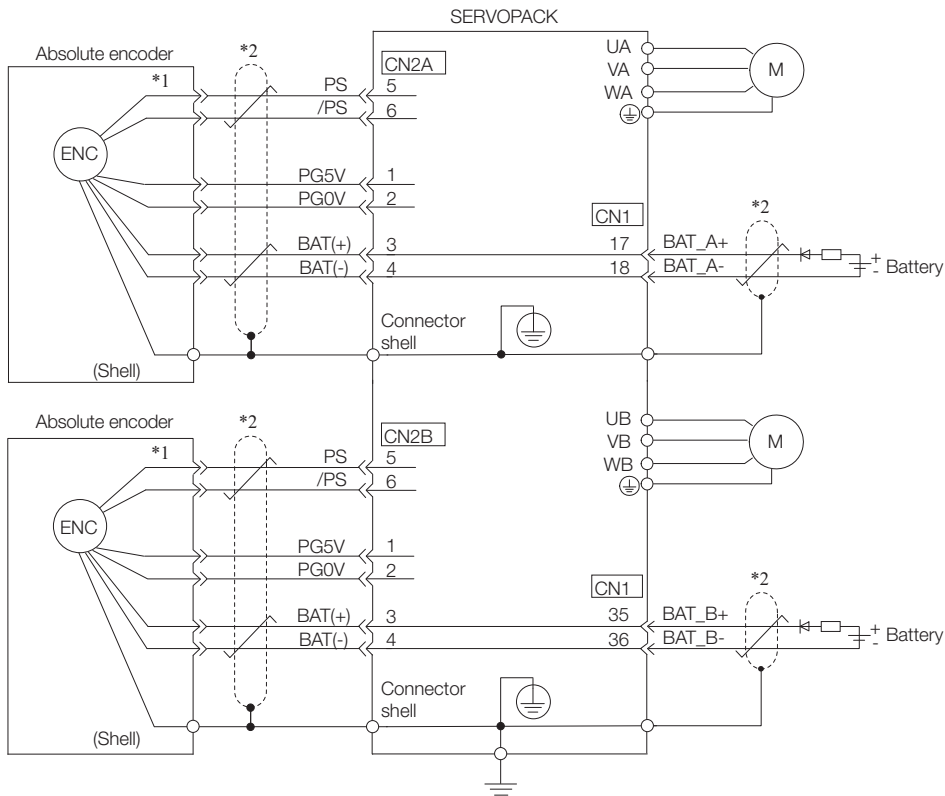 SERVOPACK
Absolute encoder
*2
*1
CN2A
UA
VA
WA
M
PS
5
/PS
6
ENC
PG5V
1
PG0V
2
CN1
*2
BAT(+)
3
17
BAT_A+
BAT(-)
4
18
BAT_A-
+
-
Battery
Connector
shell
(Shell)
Absolute encoder
*2
*1
CN2B
UB
VB
WB
M
PS
5
/PS
6
ENC
PG5V
1
PG0V
2
CN1
*2
BAT(+)
3
35
BAT_B+
BAT(-)
4
36
BAT_B-
+
-
Battery
Connector
shell
(Shell)